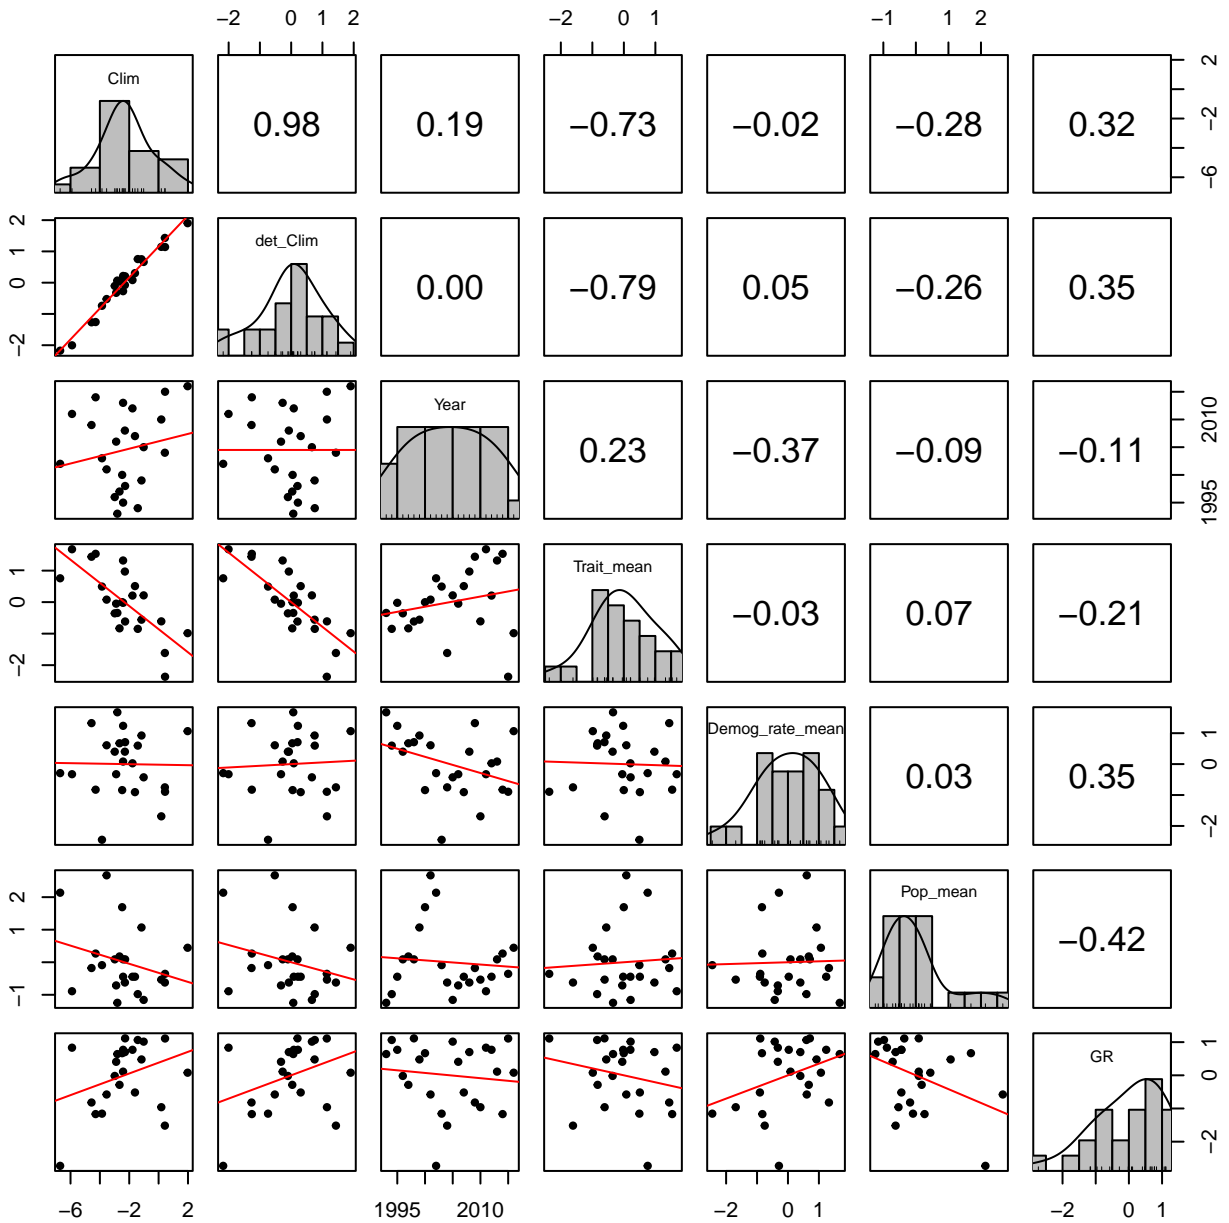 −2 0 1 2 −2 0 1 −1 1 2
Clim 0.98 0.19 −0.73 −0.02 −0.28 0.32 −6 −2 2
−2 0 1 2 det_Clim 0.00 −0.79 0.05 −0.26 0.35
Year 0.23 −0.37 −0.09 −0.11 1995 2010
−2 0 1 Trait_mean −0.03 0.07 −0.21
Demog_rate_mean 0.03 0.35 −2 0 1
−1 1 2 Pop_mean −0.42
GR −2 0 1
−6 −2 2 1995 2010 −2 0 1 −2 0 1